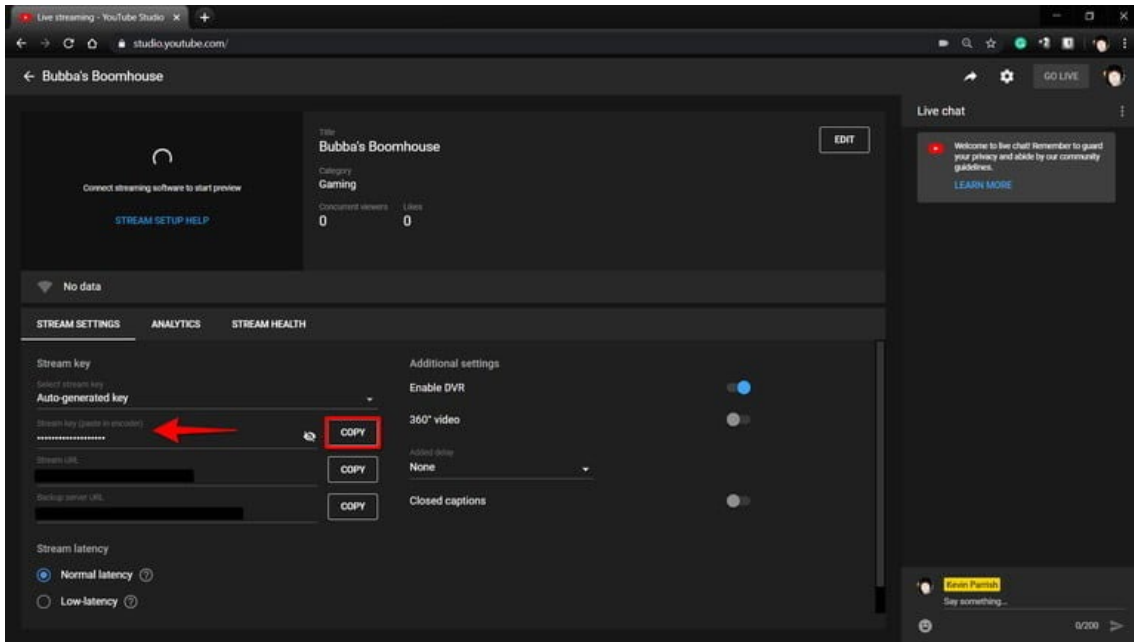 Live streaming - YouTube Studio
studio.youtube.com/
Bubba's Boomhouse
GO LIVE
Connect streaming software to start preview
STREAM SETUP HELP
Title
Bubba's Boomhouse
Category
Gaming
Concurrent viewers Likes
0 0
EDIT
Live chat
Welcome to live chat! Remember to guard
your privacy and abide by our community
guidelines.
LEARN MORE
No data
STREAM SETTINGS ANALYTICS STREAM HEALTH
Stream key
Select stream key
Auto-generated key
Stream key (paste in encoder)
COPY
Stream URL
COPY
Backup server URL
COPY
Stream latency
Normal latency
Low-latency
Additional settings
Enable DVR
360° video
Added delay
None
Closed captions
Kevin Parrish
Say something...
0/200